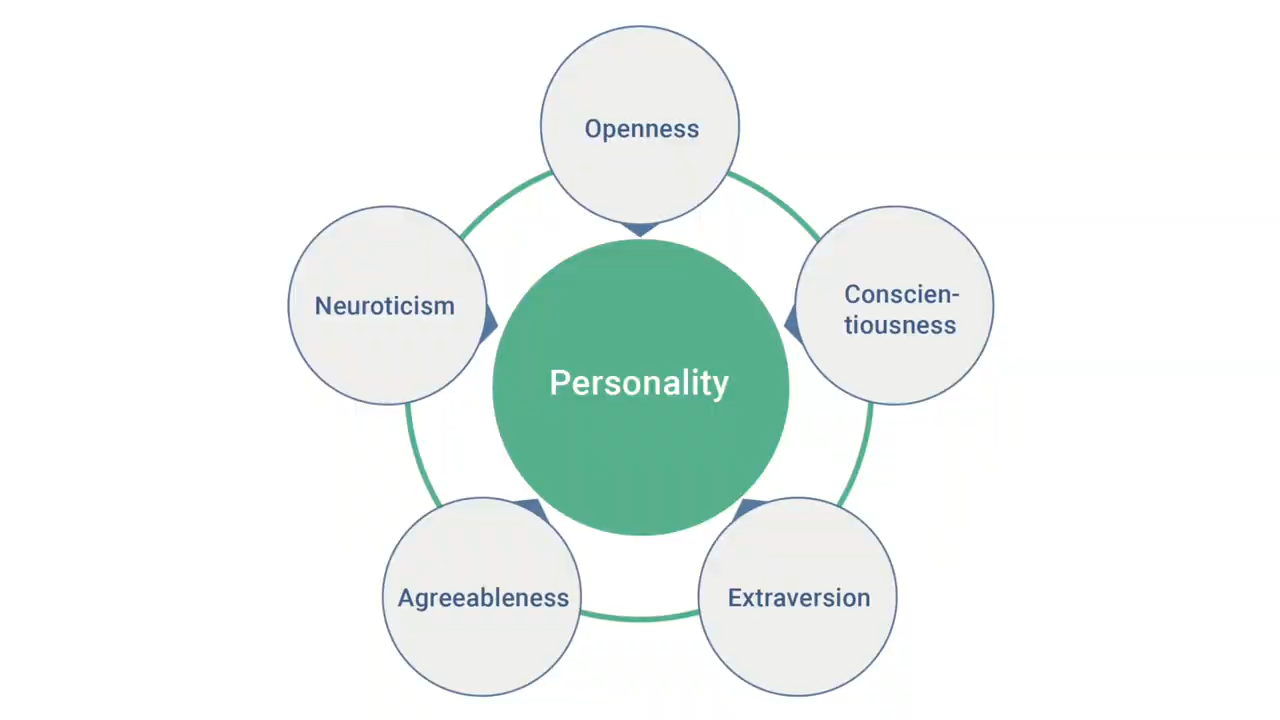 Openness
Conscien-
tiousness
Extraversion
Agreeableness
Neuroticism
Personality